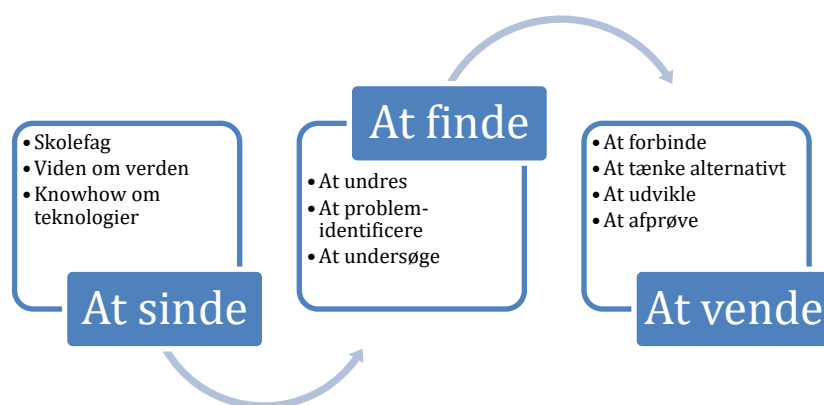 • Skolefag
• Viden om verden
• Knowhow om
teknologier
At sinde
At finde
• At undres
• At problem-
identificere
• At undersøge
• At forbinde
• At tænke alternativt
• At udvikle
• At afprøve
At vende